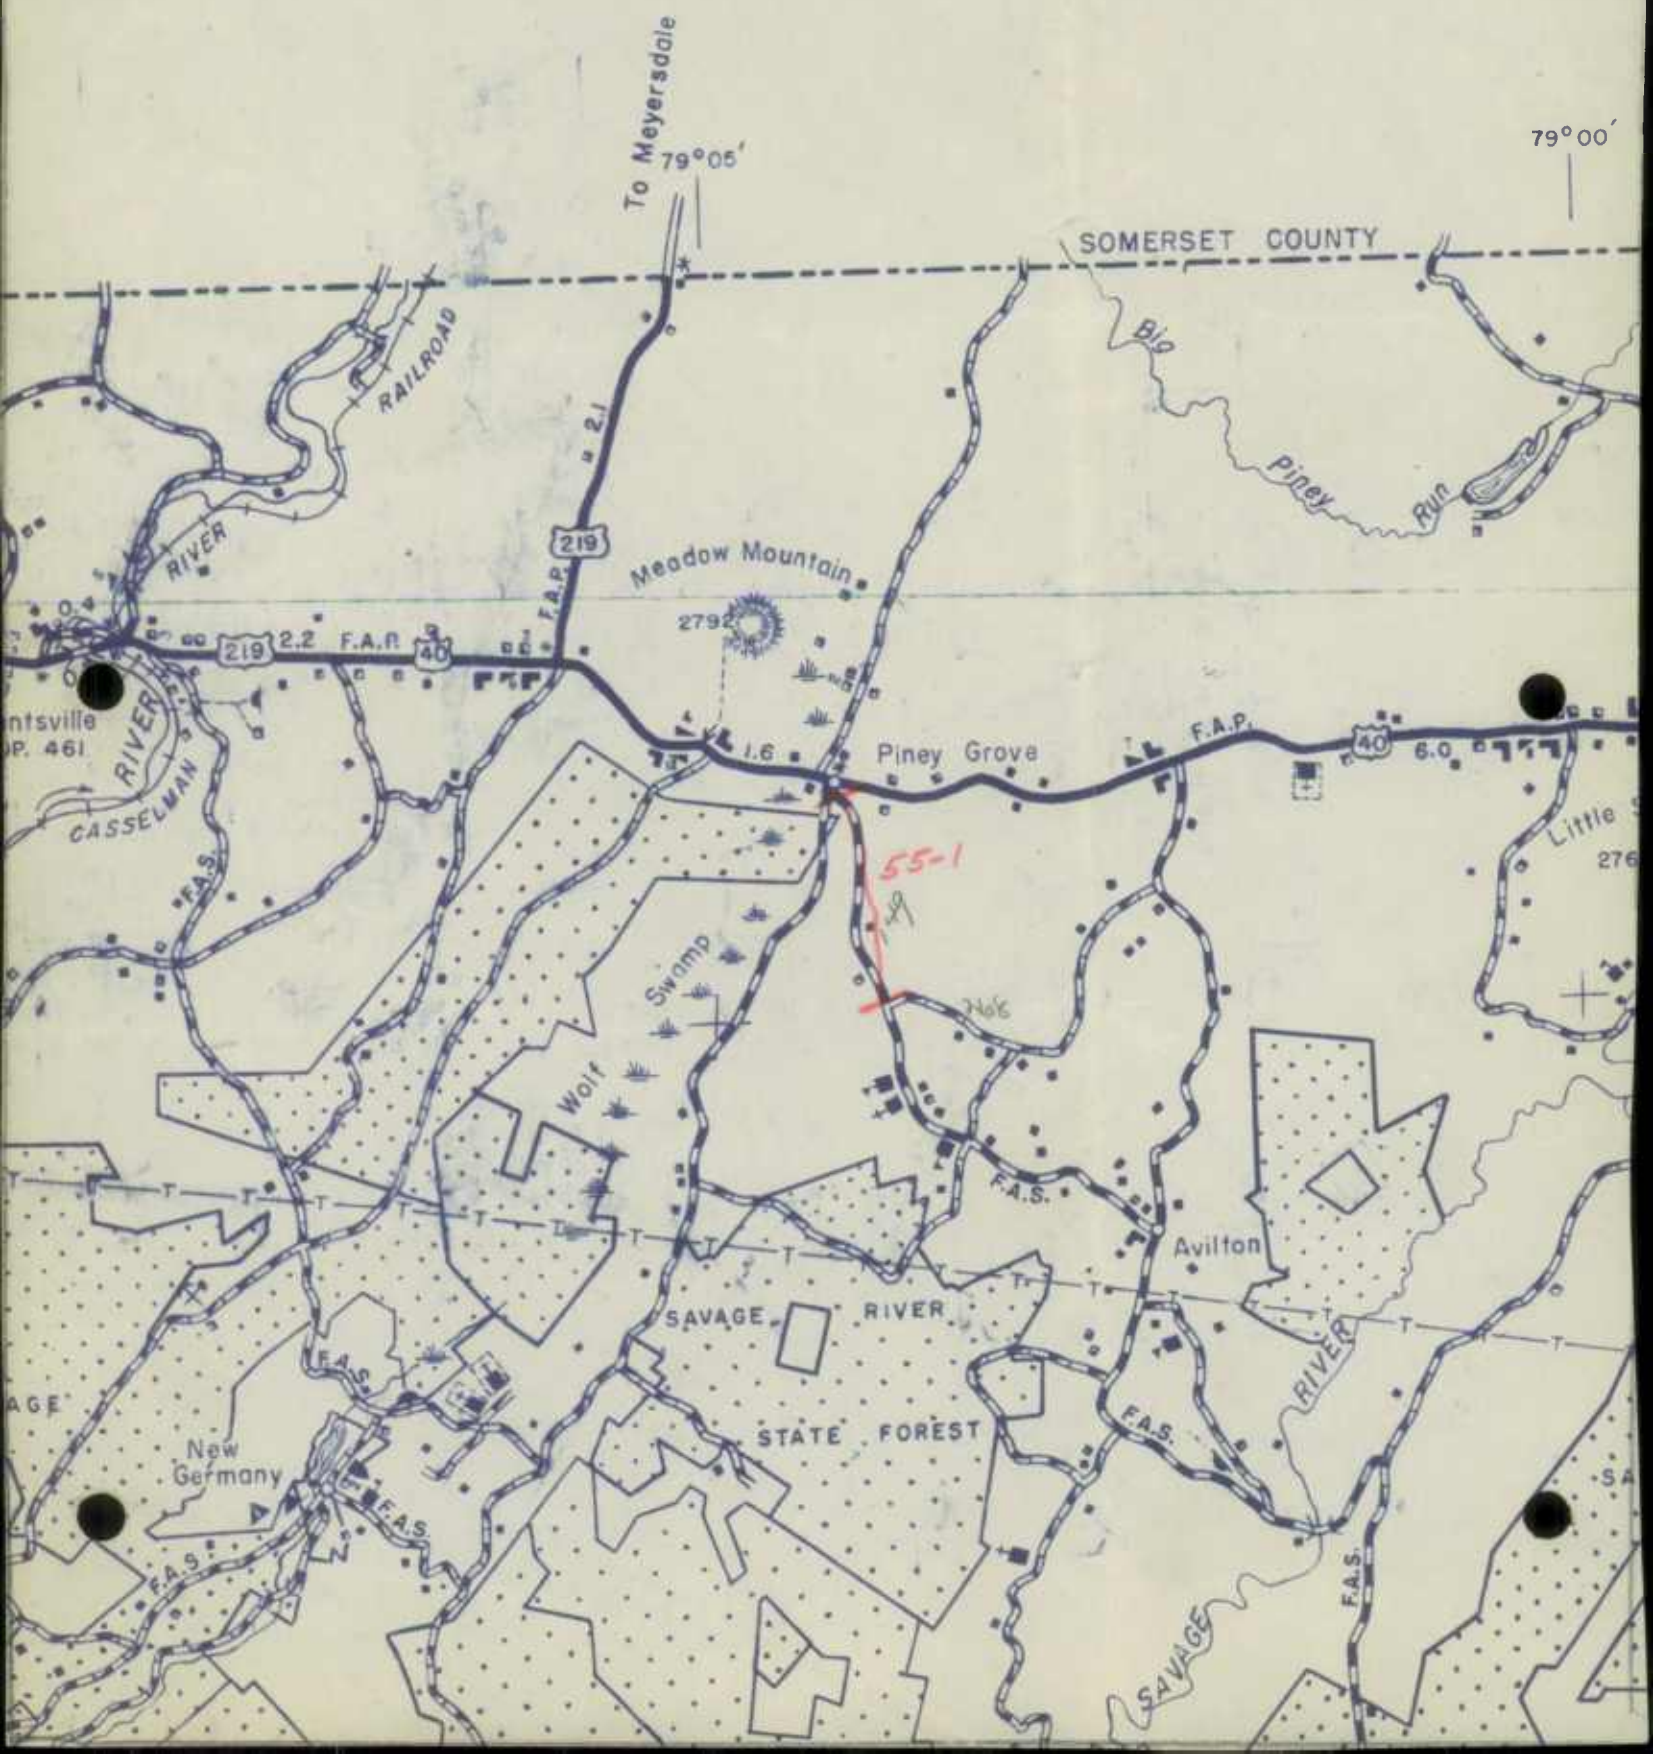 To Meyersdale
79°05'
79°00'
SOMERSET COUNTY
RAILROAD
Big
Piney
Run
2.1
219
F.A.P.
Meadow Mountain
2792
RIVER
0.4
219
2.2
40
ntsville
OP. 461
RIVER
CASSELMAN
1.6
Piney Grove
F.A.P.
40
6.0
Little
276
F.A.S.
55-1
Swamp
Wolf
F.A.S.
Avilton
SAVAGE RIVER
STATE FOREST
RIVER
F.A.S.
AGE
New
Germany
F.A.S.
F.A.S.
F.A.S.
F.A.S.
SAVAGE
SA